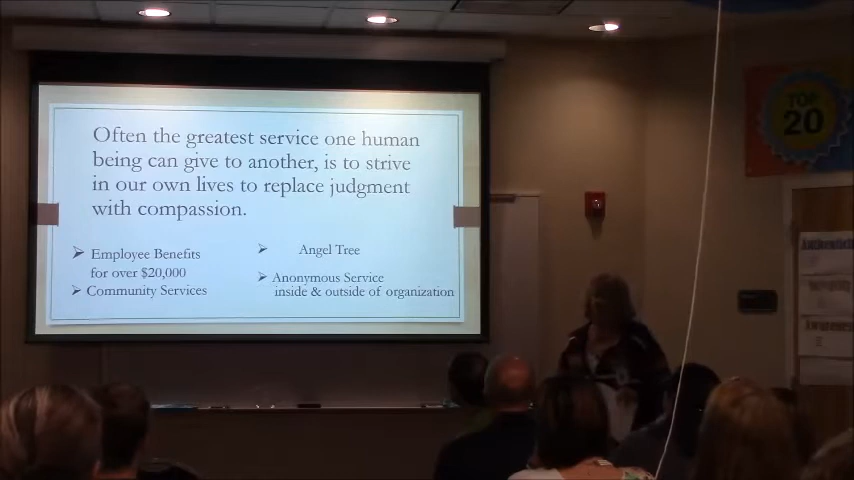 Often the greatest service one human
being can give to another, is to strive
in our own lives to replace judgment
with compassion.
➢ Employee Benefits
for over $20,000
➢ Community Services
➢ Angel Tree
➢ Anonymous Service
inside & outside of organization
TOP
20
Awareness